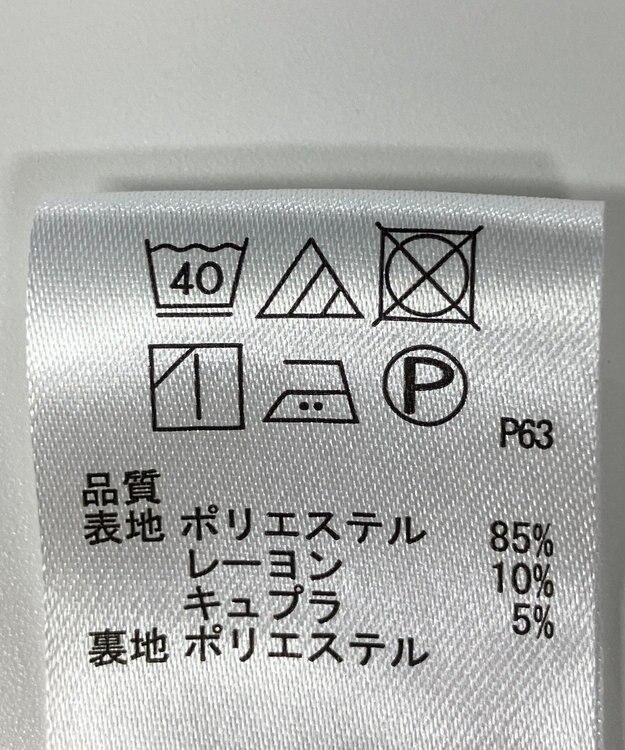 40
P
P63
品質
表地 ポリエステル 85%
レーヨン 10%
キュプラ 5%
裏地 ポリエステル